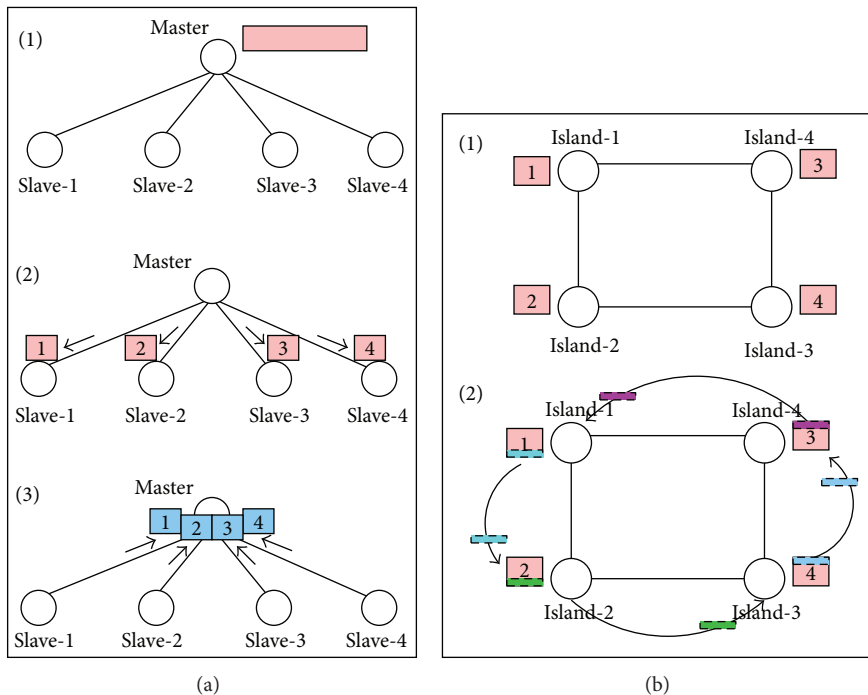 (1)
Master
Slave-1
Slave-2
Slave-3
Slave-4
(2)
Master
1
2
3
4
Slave-1
Slave-2
Slave-3
Slave-4
(3)
Master
1
2
3
4
Slave-1
Slave-2
Slave-3
Slave-4
(a)
(1)
Island-1
Island-4
1
3
2
4
Island-2
Island-3
(2)
Island-1
Island-4
1
3
2
4
Island-2
Island-3
(b)